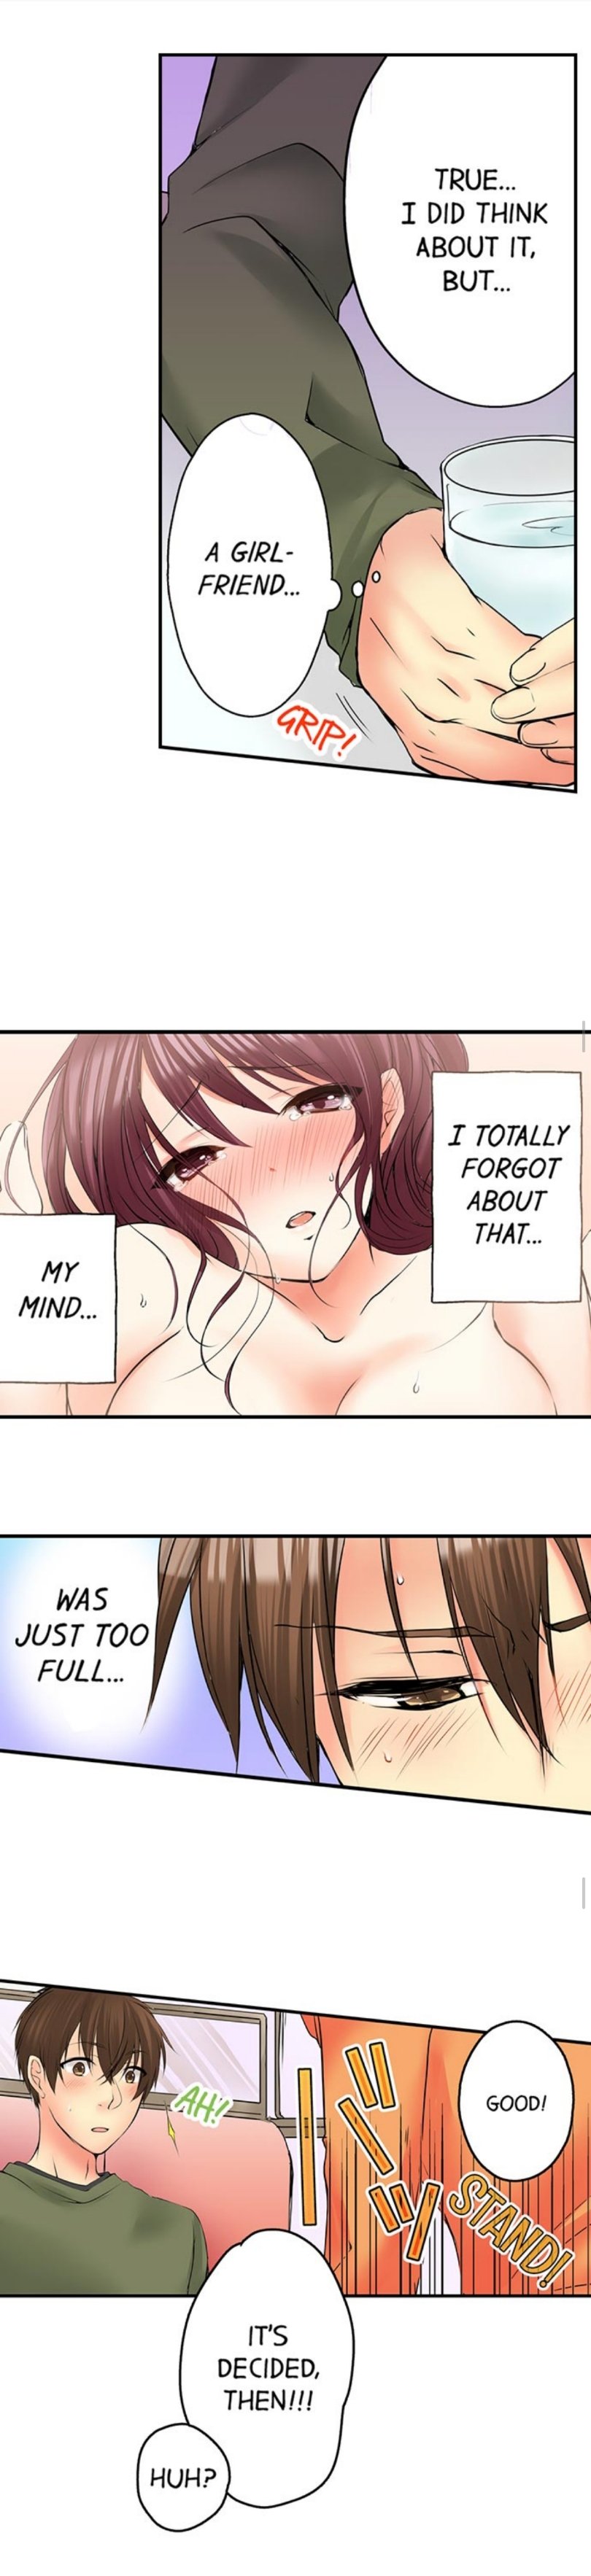 TRUE...
I DID THINK
ABOUT IT,
BUT...
A GIRL-
FRIEND...
GRIP!
I TOTALLY
FORGOT
ABOUT
THAT...
MY
MIND...
WAS
JUST TOO
FULL...
GOOD!
AH!
STAND!
IT'S
DECIDED,
THEN!!!
HUH?